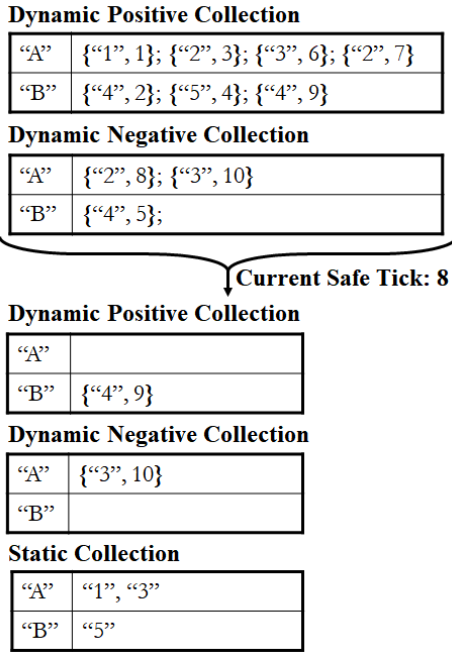 Dynamic Positive Collection
“A” {“1”, 1}; {“2”, 3}; {“3”, 6}; {“2”, 7}
“B” {“4”, 2}; {“5”, 4}; {“4”, 9}
Dynamic Negative Collection
“A” {“2”, 8}; {“3”, 10}
“B” {“4”, 5};
Current Safe Tick: 8
Dynamic Positive Collection
“A”
“B” {“4”, 9}
Dynamic Negative Collection
“A” {“3”, 10}
“B”
Static Collection
“A” “1”, “3”
“B” “5”